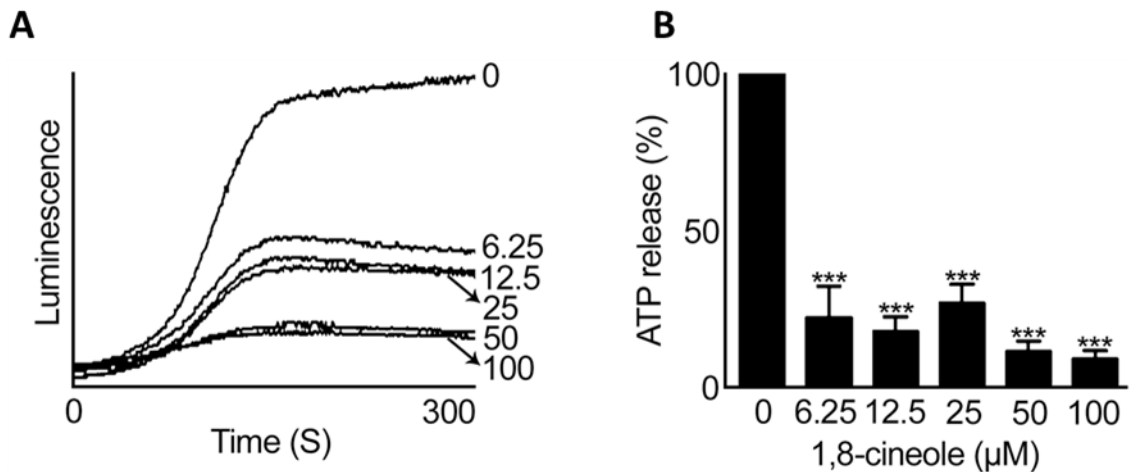 A
Luminescence
0
6.25
12.5
25
50
100
0
300
Time (S)
B
ATP release (%)
100
50
0
***
***
***
***
***
0 6.25 12.5 25 50 100
1,8-cineole (µM)